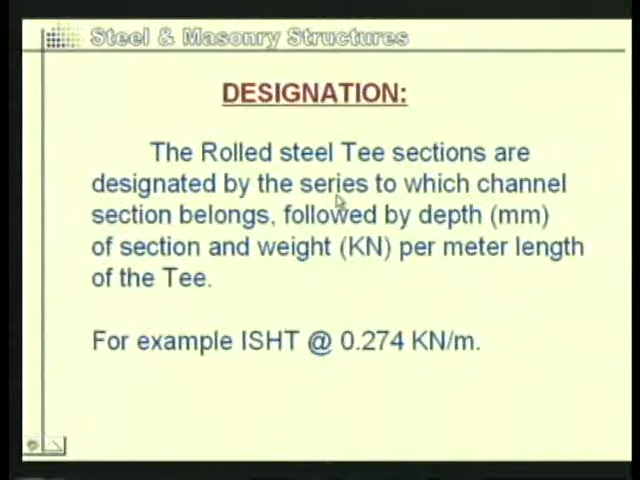 Steel & Masonry Structures
DESIGNATION:
The Rolled steel Tee sections are
designated by the series to which channel
section belongs, followed by depth (mm)
of section and weight (KN) per meter length
of the Tee.
For example ISHT @ 0.274 KN/m.